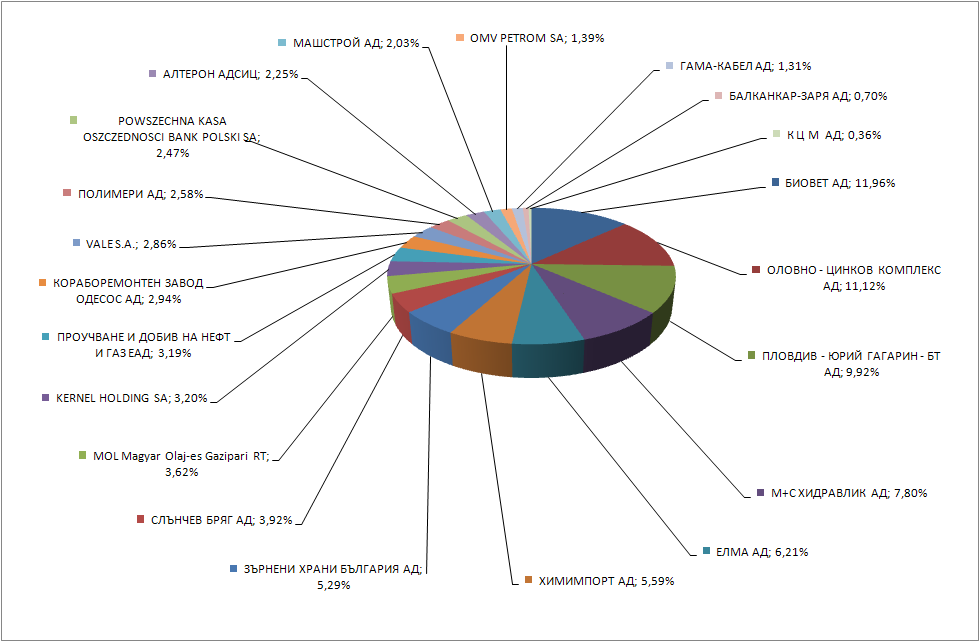 МАШСТРОЙ АД; 2,03%
OMV PETROM SA; 1,39%
ГАМА-КАБЕЛ АД; 1,31%
АЛТЕРОН АДСИЦ; 2,25%
БАЛКАНКАР-ЗАРЯ АД; 0,70%
POWSZECHNA KASA
OSZCZEDNOSCI BANK POLSKI SA;
2,47%
К Ц М АД; 0,36%
БИОВЕТ АД; 11,96%
ПОЛИМЕРИ АД; 2,58%
VALE S.A.; 2,86%
ОЛОВНО - ЦИНКОВ КОМПЛЕКС
АД; 11,12%
КОРАБОРЕМОНТЕН ЗАВОД
ОДЕСОС АД; 2,94%
ПРОУЧВАНЕ И ДОБИВ НА НЕФТ
И ГАЗ ЕАД; 3,19%
ПЛОВДИВ - ЮРИЙ ГАГАРИН - БТ
АД; 9,92%
KERNEL HOLDING SA; 3,20%
MOL Magyar Olaj-es Gazipari RT;
3,62%
М+С ХИДРАВЛИК АД; 7,80%
СЛЪНЧЕВ БРЯГ АД; 3,92%
ЕЛМА АД; 6,21%
ЗЪРНЕНИ ХРАНИ БЪЛГАРИЯ АД;
5,29%
ХИМИМПОРТ АД; 5,59%